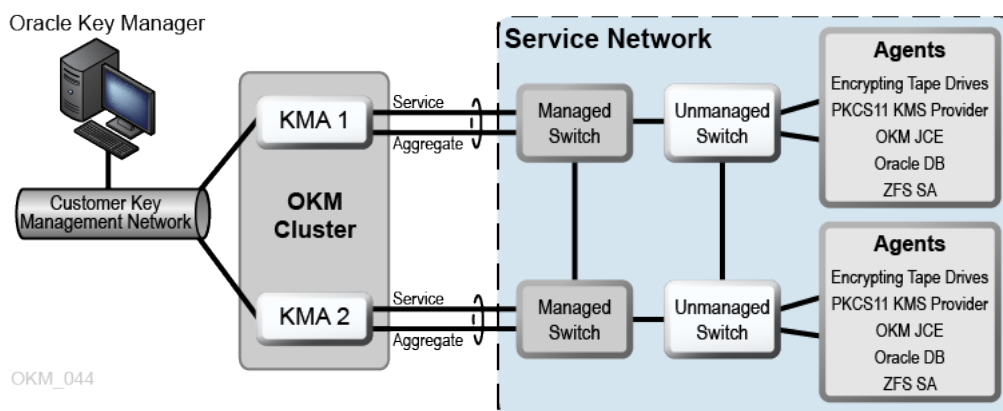 Oracle Key Manager
Customer Key
Management Network
KMA 1
OKM
Cluster
KMA 2
Service
Aggregate
Service
Aggregate
Service Network
Managed
Switch
Unmanaged
Switch
Agents
Encrypting Tape Drives
PKCS11 KMS Provider
OKM JCE
Oracle DB
ZFS SA
Managed
Switch
Unmanaged
Switch
Agents
Encrypting Tape Drives
PKCS11 KMS Provider
OKM JCE
Oracle DB
ZFS SA
OKM_044